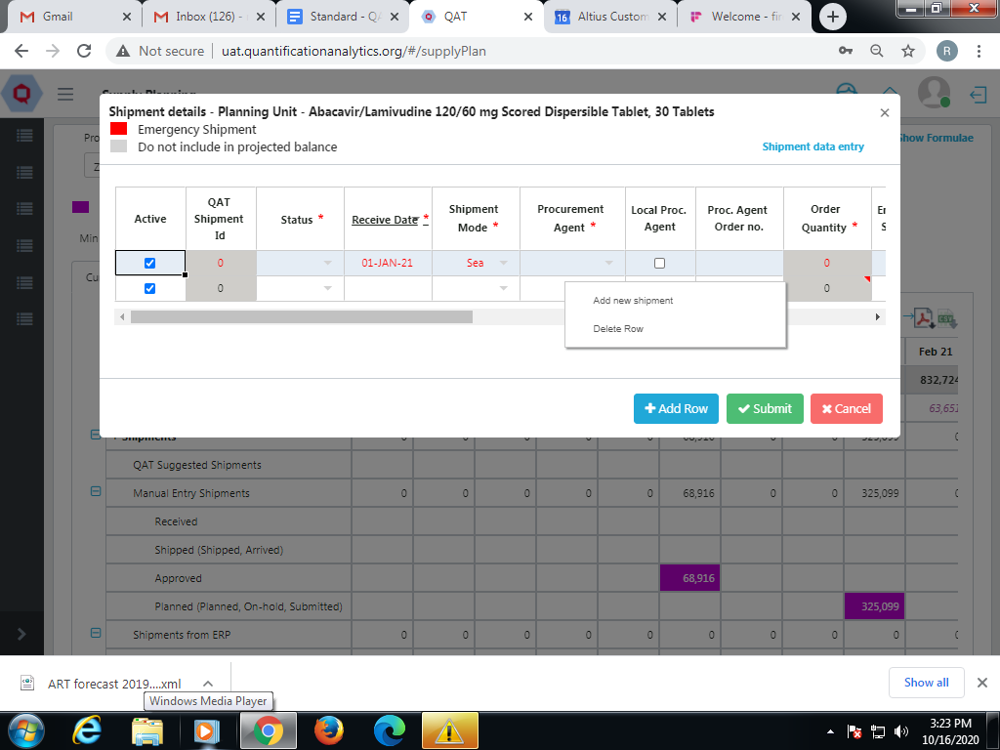 Gmail
Inbox (126) -
Standard - QA
QAT
Altius Custom
Welcome - fir
Not secure
uat.quantificationanalytics.org/#/supplyPlan
R
Shipment details - Planning Unit - Abacavir/Lamivudine 120/60 mg Scored Dispersible Tablet, 30 Tablets
Emergency Shipment
Do not include in projected balance
Shipment data entry
Show Formulae
Active
QAT Shipment Id
Status *
Receive Date *
Shipment Mode *
Procurement Agent *
Local Proc. Agent
Proc. Agent Order no.
Order Quantity *
0 01-JAN-21 Sea 0
0 0
Add new shipment
Delete Row
Add Row
Submit
Cancel
Feb 21
832,724
63,651
Shipments 0 0 0 0 0 68,916 0 0 325,099
QAT Suggested Shipments
Manual Entry Shipments 0 0 0 0 0 68,916 0 0 325,099
Received
Shipped (Shipped, Arrived)
Approved 68,916
Planned (Planned, On-hold, Submitted) 325,099
Shipments from ERP 0 0 0 0 0 0 0 0 0
ART forecast 2019....xml
Show all
Windows Media Player
3:23 PM
10/16/2020